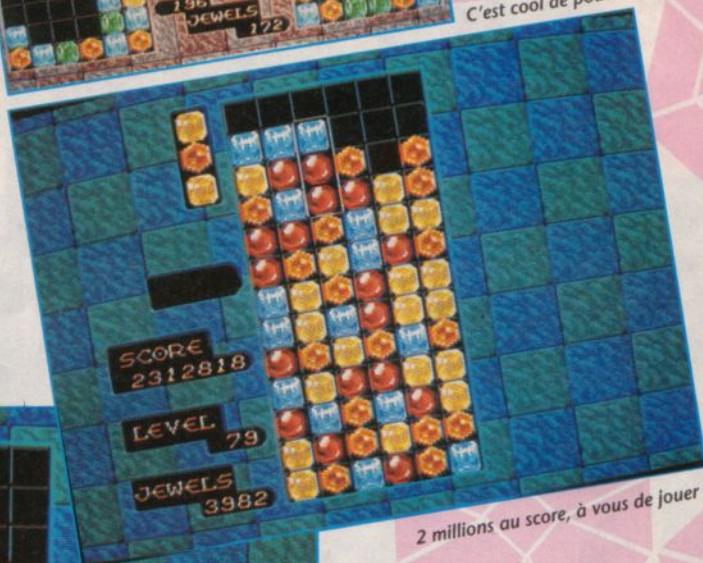 196
JEWELS
172
C'est cool de
SCORE
2312818
LEVEL
79
JEWELS
3982
2 millions au score, à vous de jouer